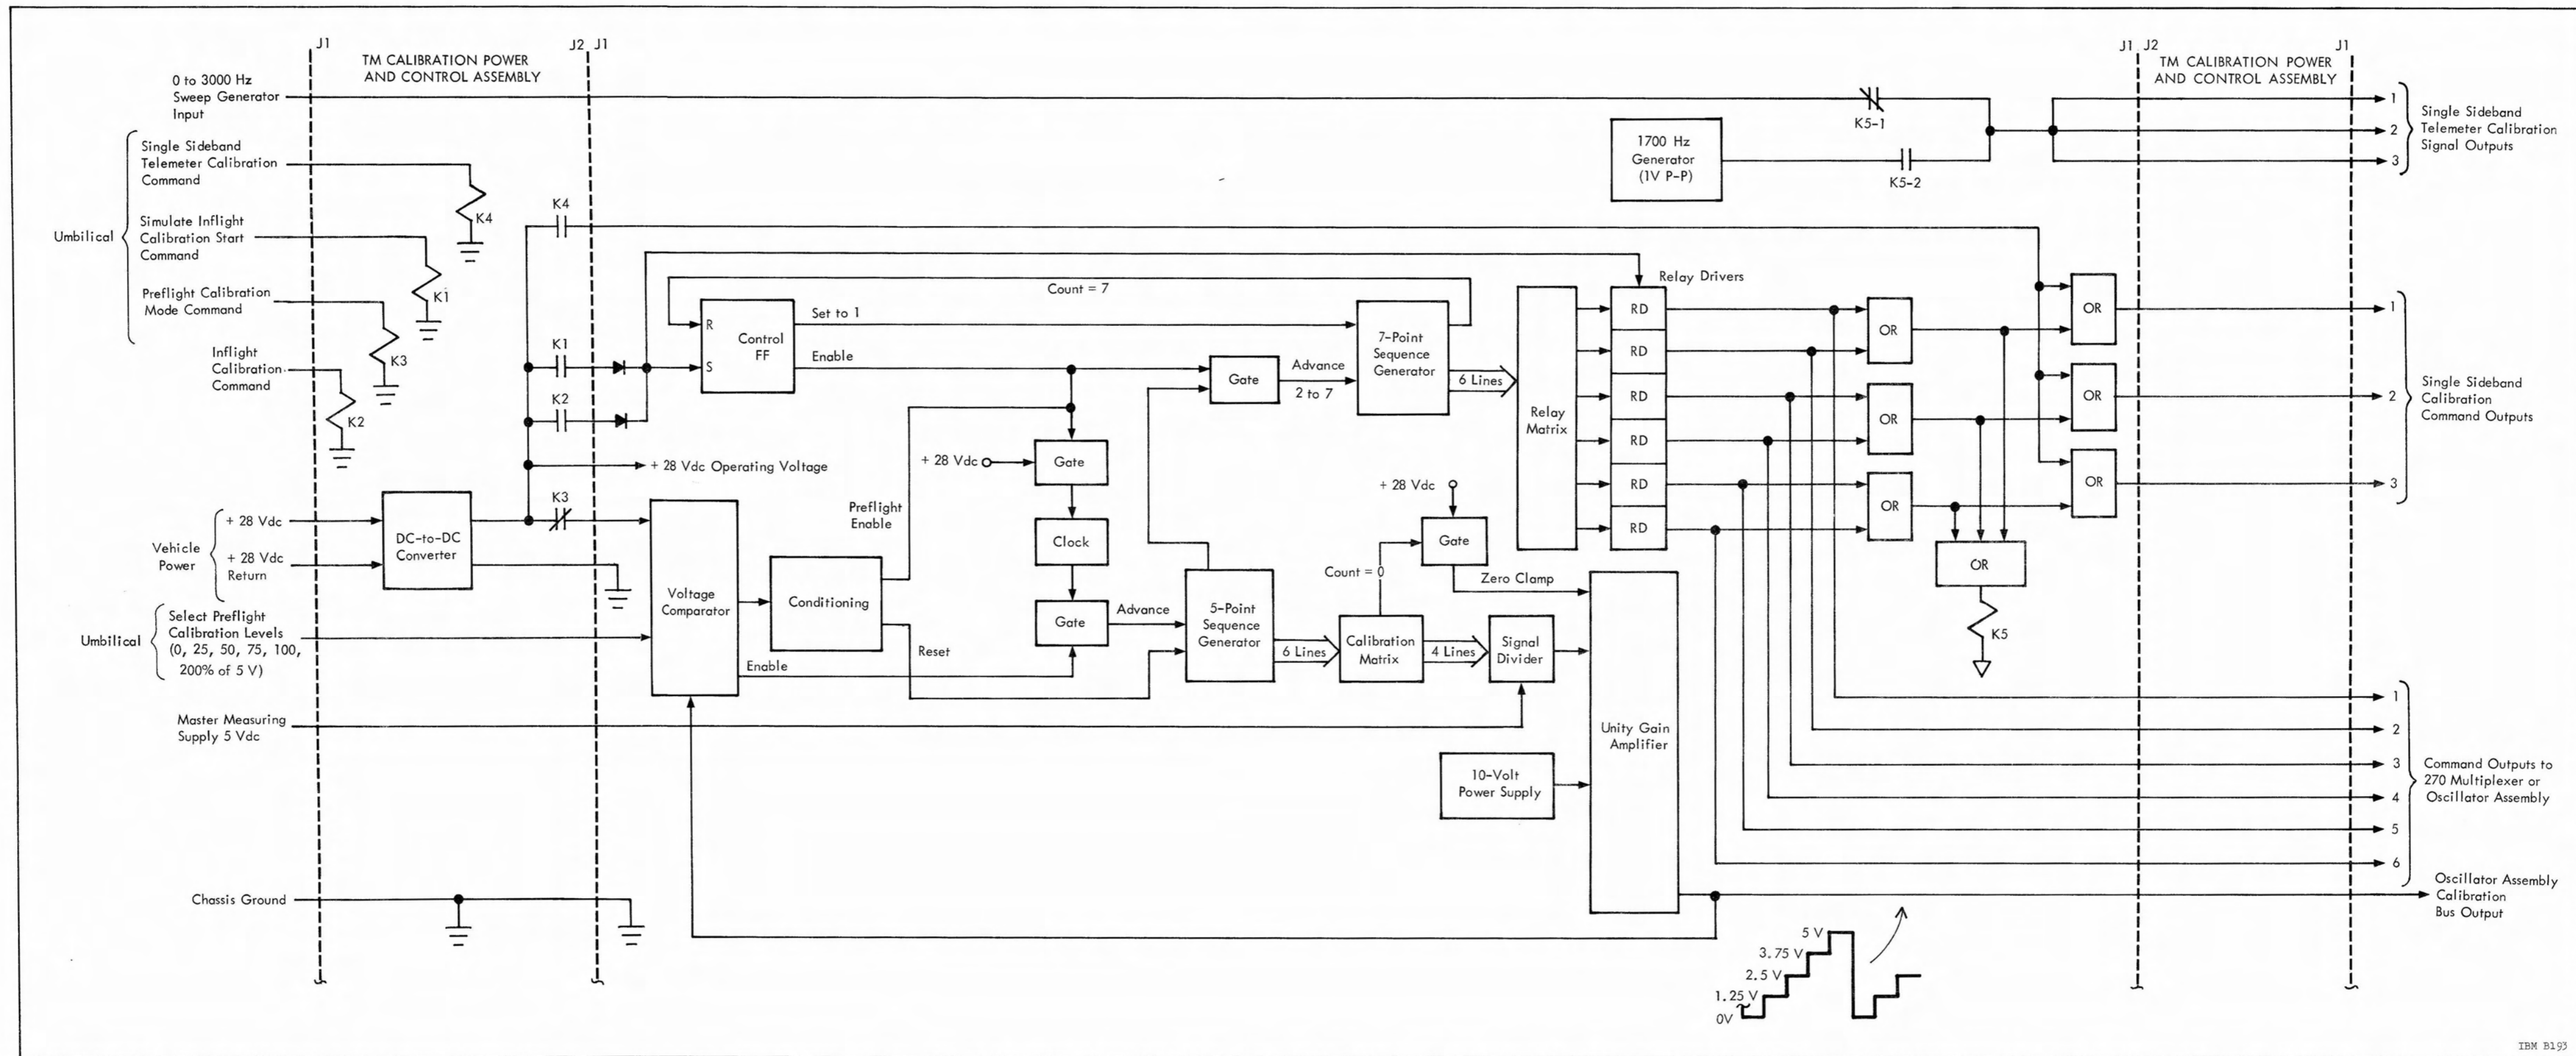 J1
TM CALIBRATION POWER
AND CONTROL ASSEMBLY
J2
J1
J1
J2
TM CALIBRATION POWER
AND CONTROL ASSEMBLY
J1
0 to 3000 Hz
Sweep Generator
Input
K5-1
1700 Hz
Generator
(1V P-P)
K5-2
1
2
3
Single Sideband
Telemeter Calibration
Signal Outputs
Umbilical
Single Sideband
Telemeter Calibration
Command
K4
Simulate Inflight
Calibration Start
Command
K1
Preflight Calibration
Mode Command
K3
Inflight
Calibration
Command
K2
K4
K1
K2
+ 28 Vdc Operating Voltage
K3
Vehicle
Power
+ 28 Vdc
+ 28 Vdc
Return
DC-to-DC
Converter
Umbilical
Select Preflight
Calibration Levels
(0, 25, 50, 75, 100,
200% of 5 V)
Master Measuring
Supply 5 Vdc
Chassis Ground
R
S
Control
FF
Count = 7
Set to 1
Enable
Gate
Advance
2 to 7
7-Point
Sequence
Generator
6 Lines
Relay
Matrix
Relay Drivers
RD
RD
RD
RD
RD
RD
OR
OR
OR
OR
OR
OR
OR
K5
1
2
3
Single Sideband
Calibration
Command Outputs
+ 28 Vdc
Gate
Clock
Gate
Preflight
Enable
Voltage
Comparator
Conditioning
Enable
Reset
Advance
5-Point
Sequence
Generator
6 Lines
Calibration
Matrix
Count = 0
+ 28 Vdc
Gate
Zero Clamp
4 Lines
Signal
Divider
Unity Gain
Amplifier
10-Volt
Power Supply
1
2
3
4
5
6
Command Outputs to
270 Multiplexer or
Oscillator Assembly
Oscillator Assembly
Calibration
Bus Output
5 V
3.75 V
2.5 V
1.25 V
0V
IBM B193